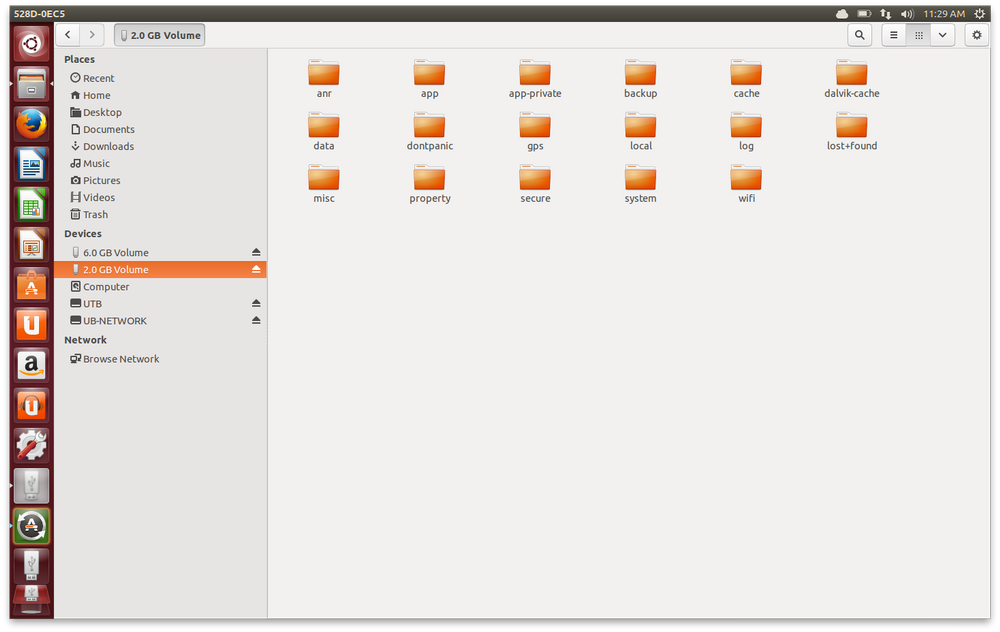 528D-0EC5
11:29 AM
2.0 GB Volume
Places
Recent
Home
Desktop
Documents
Downloads
Music
Pictures
Videos
Trash
Devices
6.0 GB Volume
2.0 GB Volume
Computer
UTB
UB-NETWORK
Network
Browse Network
anr app app-private backup cache dalvik-cache
data dontpanic gps local log lost+found
misc property secure system wifi